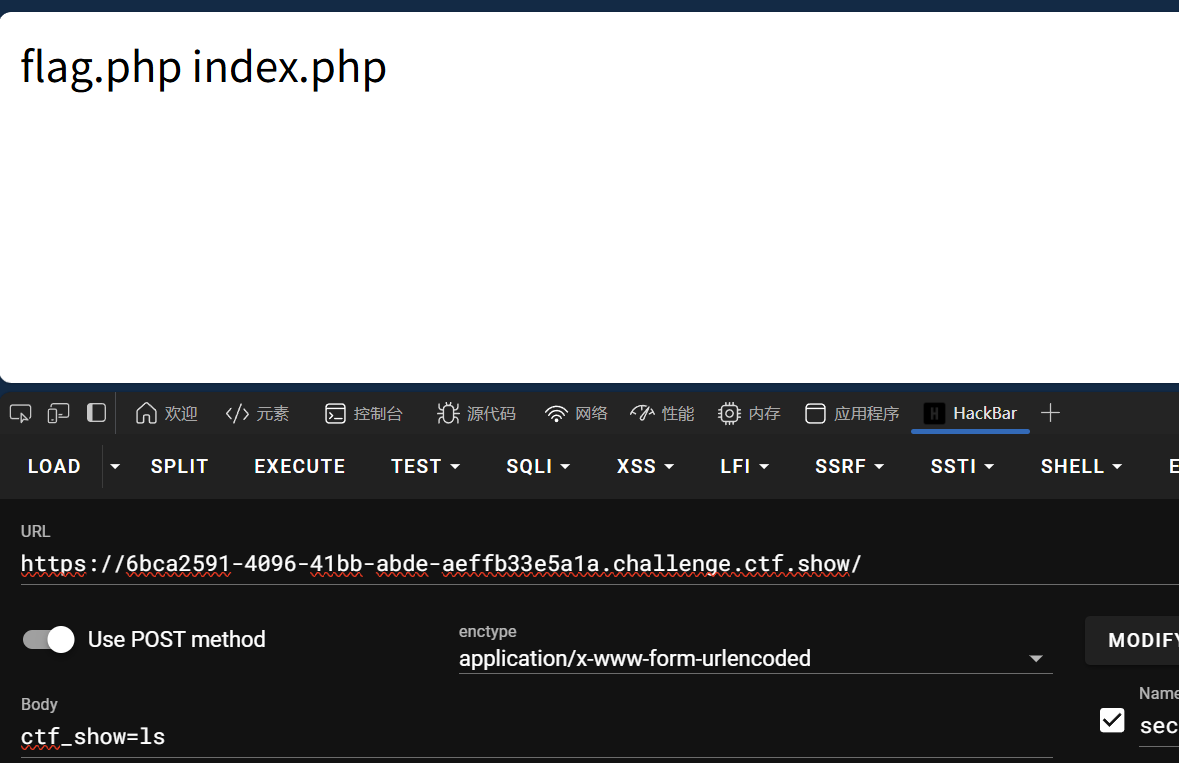 flag.php index.php
欢迎 元素 控制台 源代码 网络 性能 内存 应用程序 HackBar
LOAD SPLIT EXECUTE TEST SQLI XSS LFI SSRF SSTI SHELL E
URL
https://6bca2591-4096-41bb-abde-aeffb33e5a1a.challenge.ctf.show/
Use POST method
enctype
application/x-www-form-urlencoded
MODIFY
Body
ctf_show=ls
Name
sec